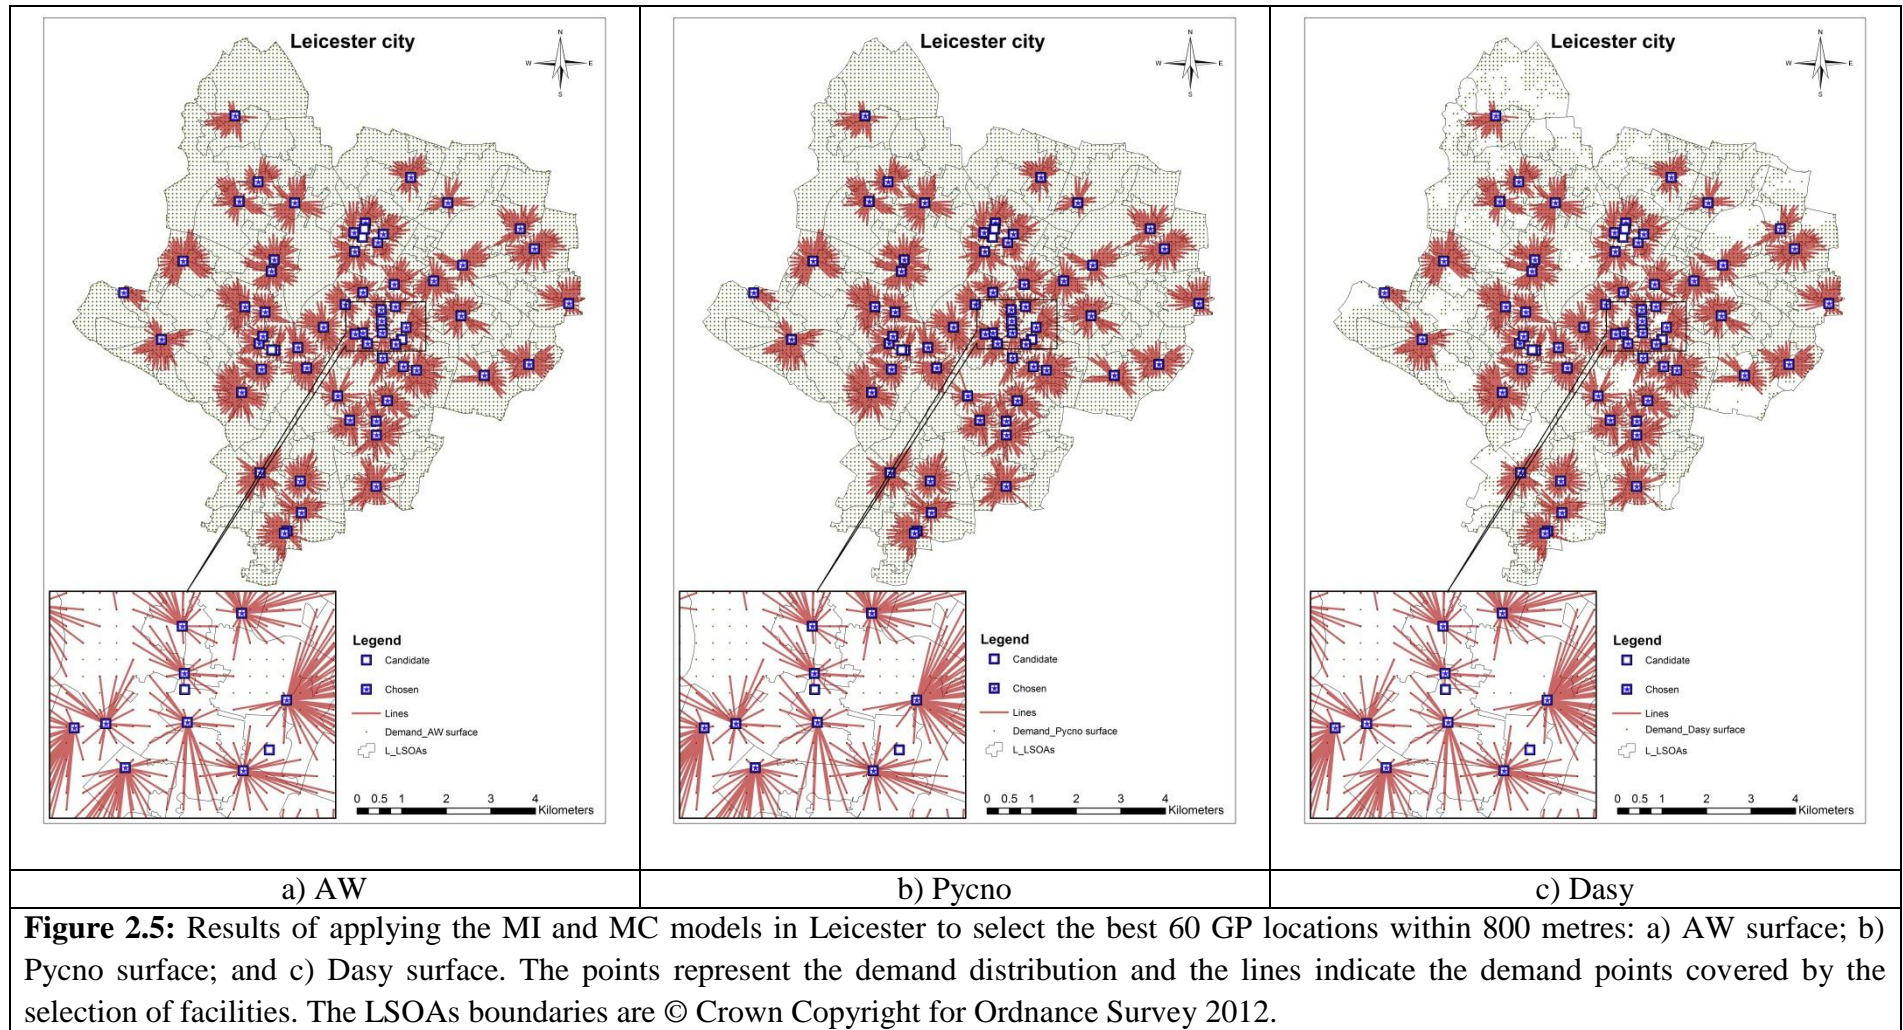 Leicester city
N
W E
S
Legend
Candidate
Chosen
Lines
Demand_AW surface
L_LSOAs
0 0.5 1 2 3 4
Kilometers
Leicester city
N
W E
S
Legend
Candidate
Chosen
Lines
Demand_Pycno surface
L_LSOAs
0 0.5 1 2 3 4
Kilometers
Leicester city
N
W E
S
Legend
Candidate
Chosen
Lines
Demand_Dasy surface
L_LSOAs
0 0.5 1 2 3 4
Kilometers
a) AW
b) Pycno
c) Dasy
Figure 2.5: Results of applying the MI and MC models in Leicester to select the best 60 GP locations within 800 metres: a) AW surface; b)
Pycno surface; and c) Dasy surface. The points represent the demand distribution and the lines indicate the demand points covered by the
selection of facilities. The LSOAs boundaries are © Crown Copyright for Ordnance Survey 2012.